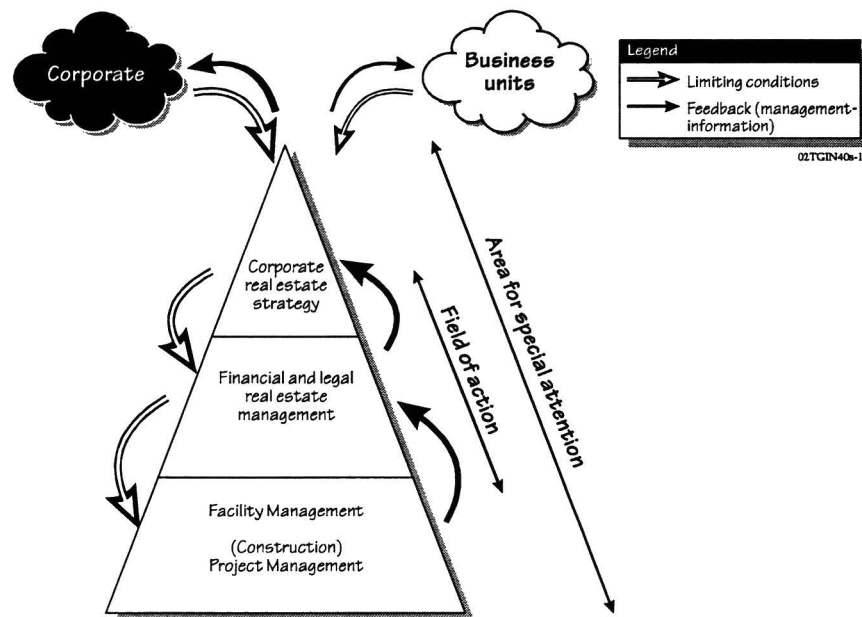 Corporate
Business
units
Legend
Limiting conditions
Feedback (management-
information)
02TGIN40s-1
Corporate
real estate
strategy
Financial and legal
real estate
management
Facility Management
(Construction)
Project Management
Field of action
Area for special attention